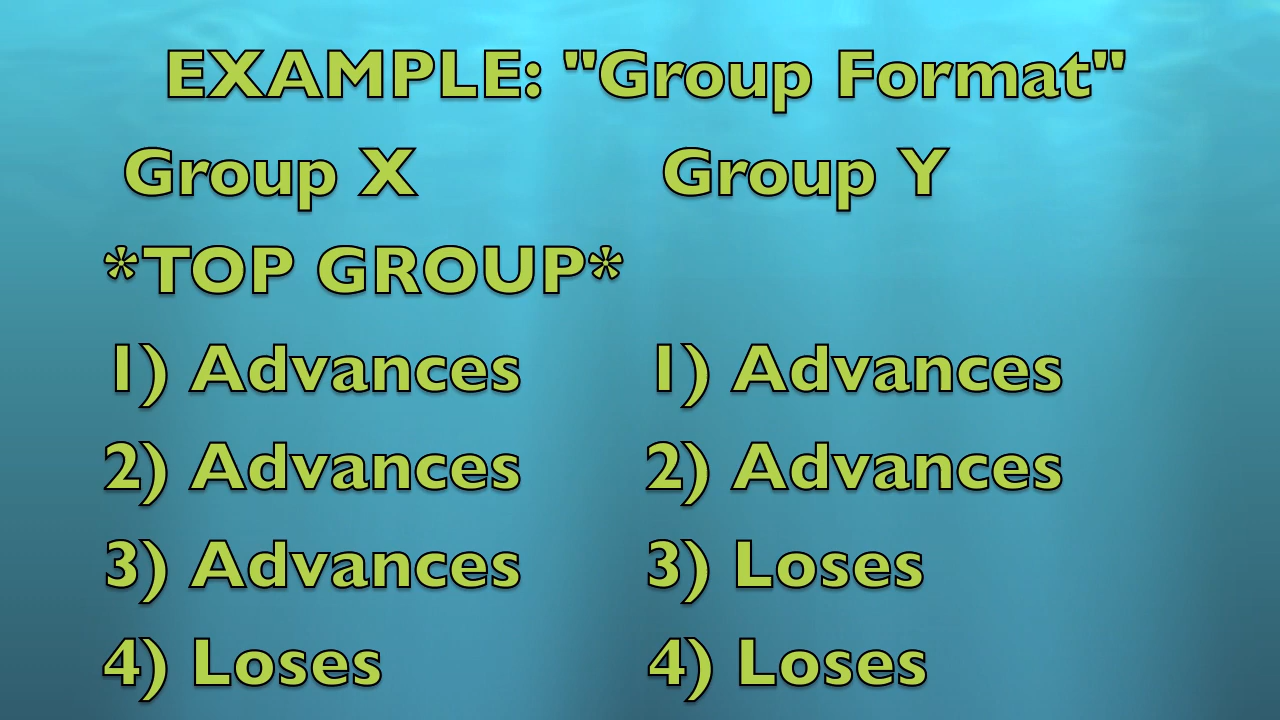 EXAMPLE: "Group Format"
Group X Group Y
*TOP GROUP*
1) Advances 1) Advances
2) Advances 2) Advances
3) Advances 3) Loses
4) Loses 4) Loses